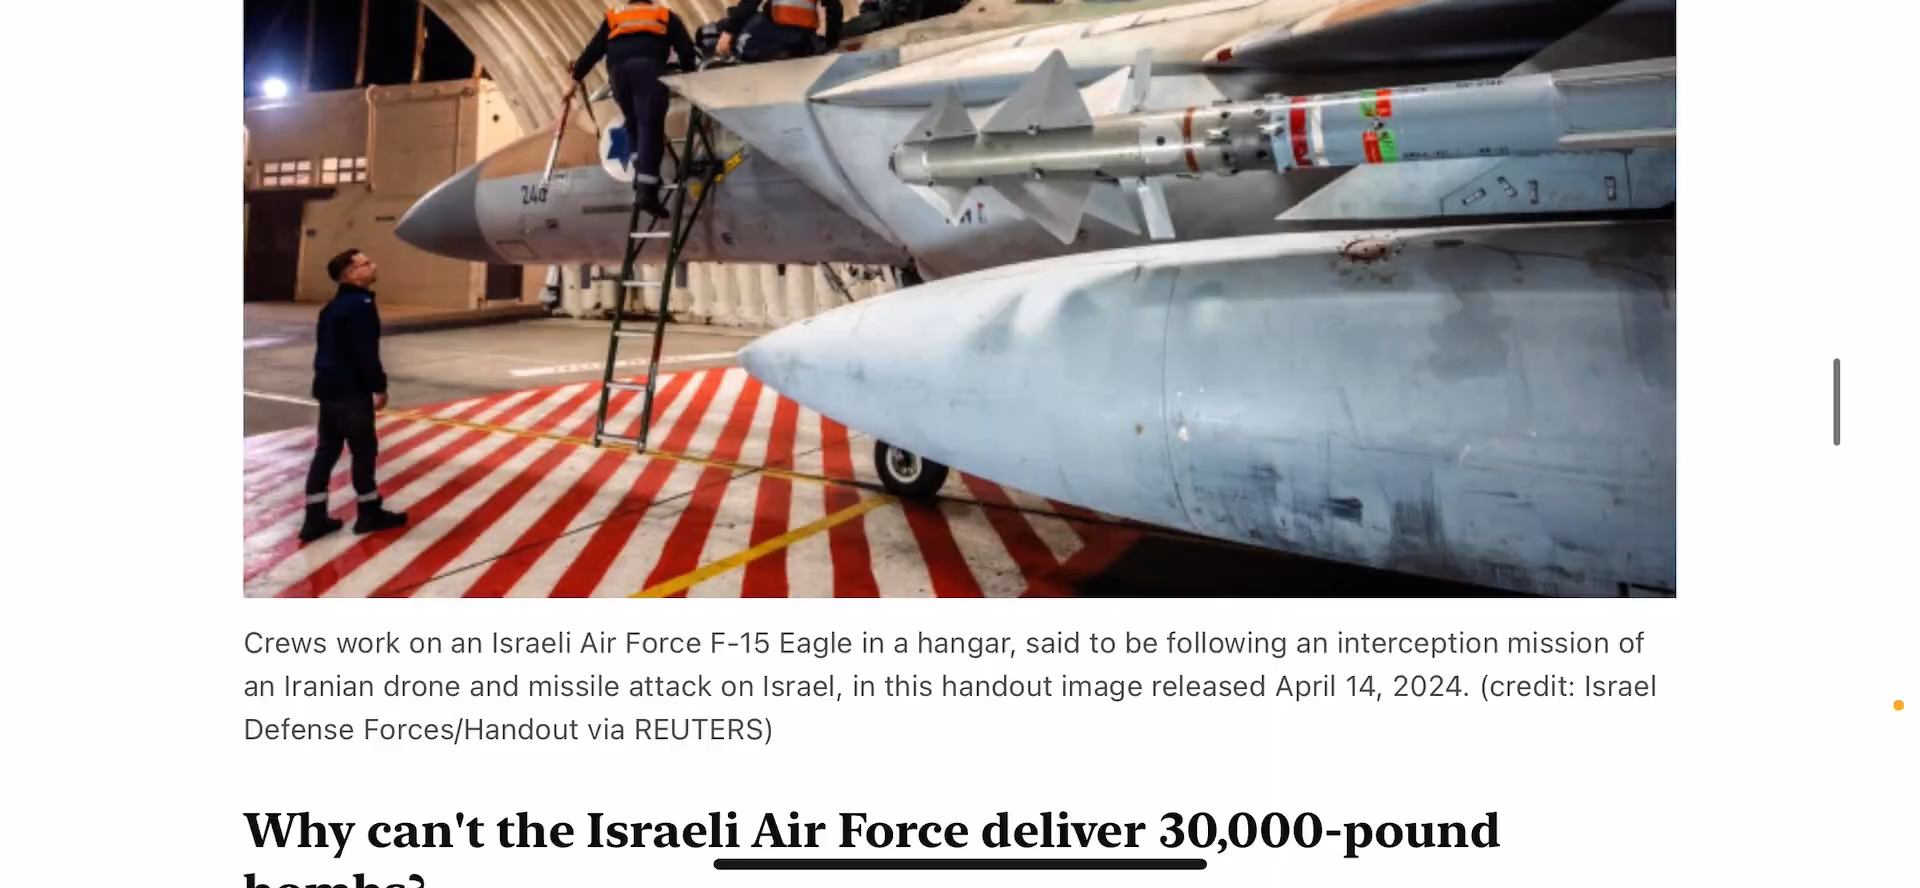 240
Crews work on an Israeli Air Force F-15 Eagle in a hangar, said to be following an interception mission of
an Iranian drone and missile attack on Israel, in this handout image released April 14, 2024. (credit: Israel
Defense Forces/Handout via REUTERS)
Why can't the Israeli Air Force deliver 30,000-pound
bombs?